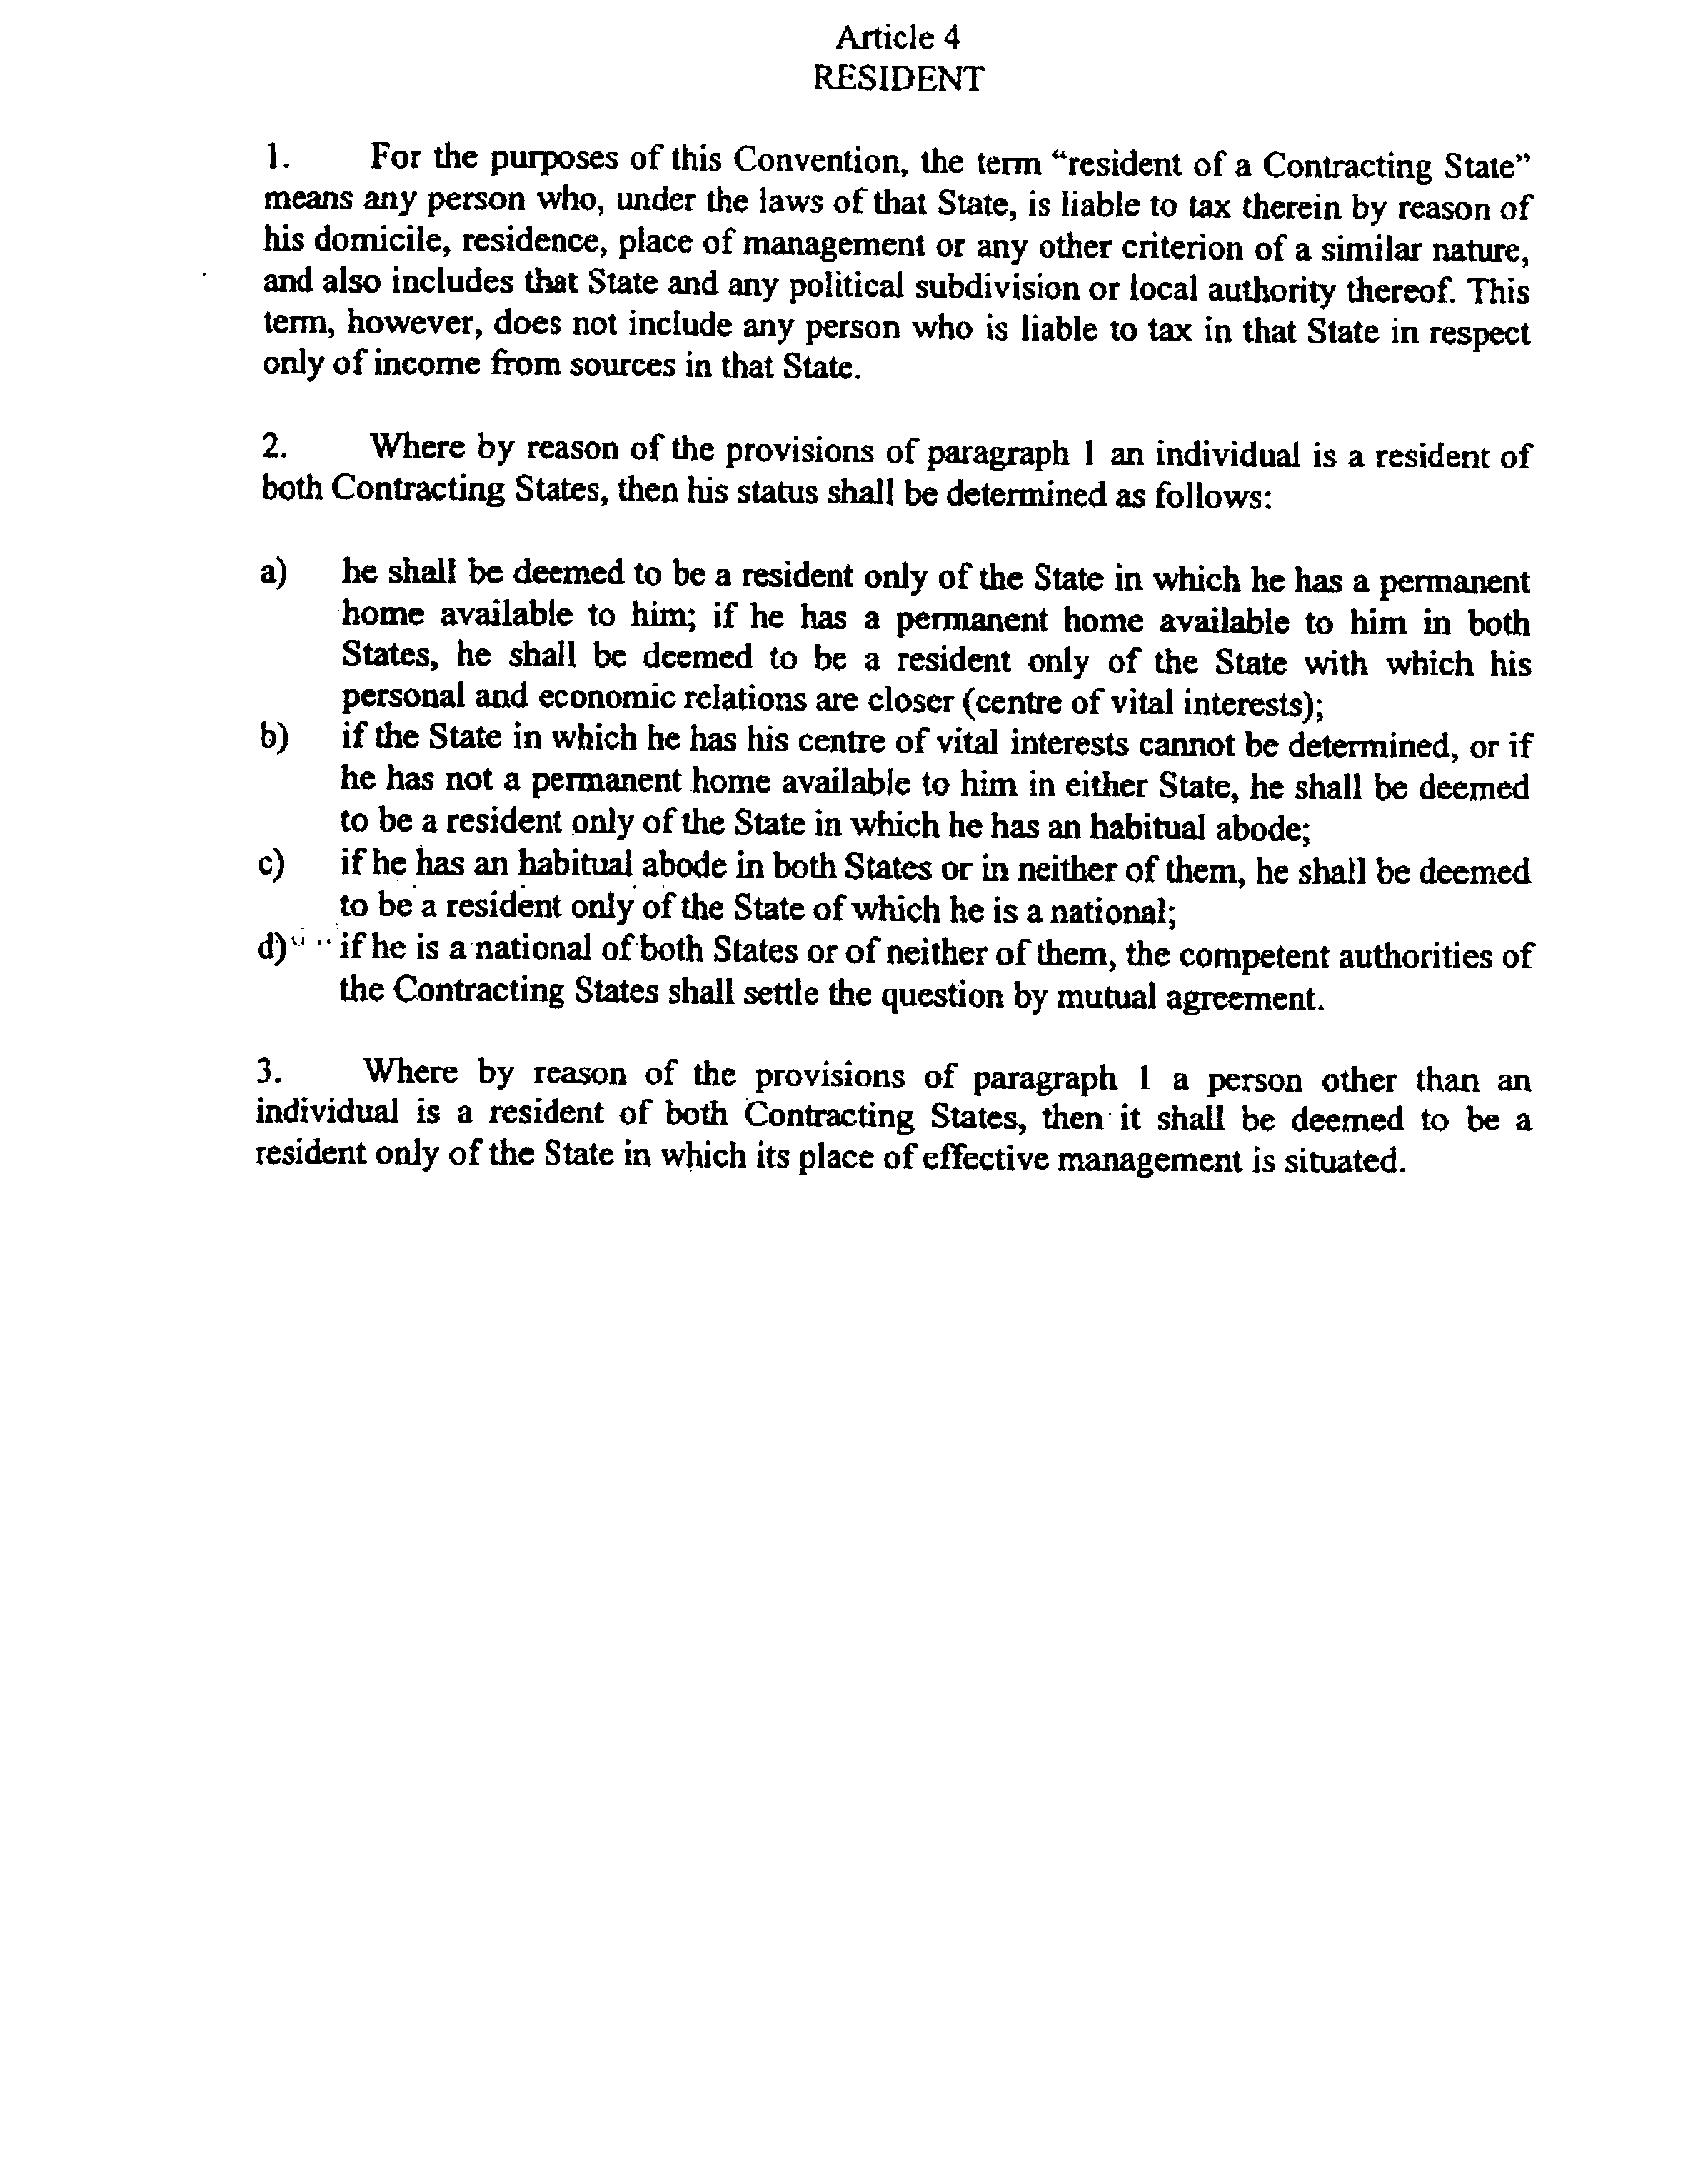 Article 4
RESIDENT
1. For the purposes of this Convention, the term “resident of a Contracting State”
means any person who, under the laws of that State, is liable to tax therein by reason of
his domicile, residence, place of management or any other criterion of a similar nature,
and also includes that State and any political subdivision or local authority thereof. This
term, however, does not include any person who is liable to tax in that State in respect
only of income from sources in that State.
2. Where by reason of the provisions of paragraph 1 an individual is a resident of
both Contracting States, then his status shall be determined as follows:
a) he shall be deemed to be a resident only of the State in which he has a permanent
home available to him; if he has a permanent home available to him in both
States, he shall be deemed to be a resident only of the State with which his
personal and economic relations are closer (centre of vital interests);
b) if the State in which he has his centre of vital interests cannot be determined, or if
he has not a permanent home available to him in either State, he shall be deemed
to be a resident only of the State in which he has an habitual abode;
c) if he has an habitual abode in both States or in neither of them, he shall be deemed
to be a resident only of the State of which he is a national;
d) if he is a national of both States or of neither of them, the competent authorities of
the Contracting States shall settle the question by mutual agreement.
3. Where by reason of the provisions of paragraph 1 a person other than an
individual is a resident of both Contracting States, then it shall be deemed to be a
resident only of the State in which its place of effective management is situated.